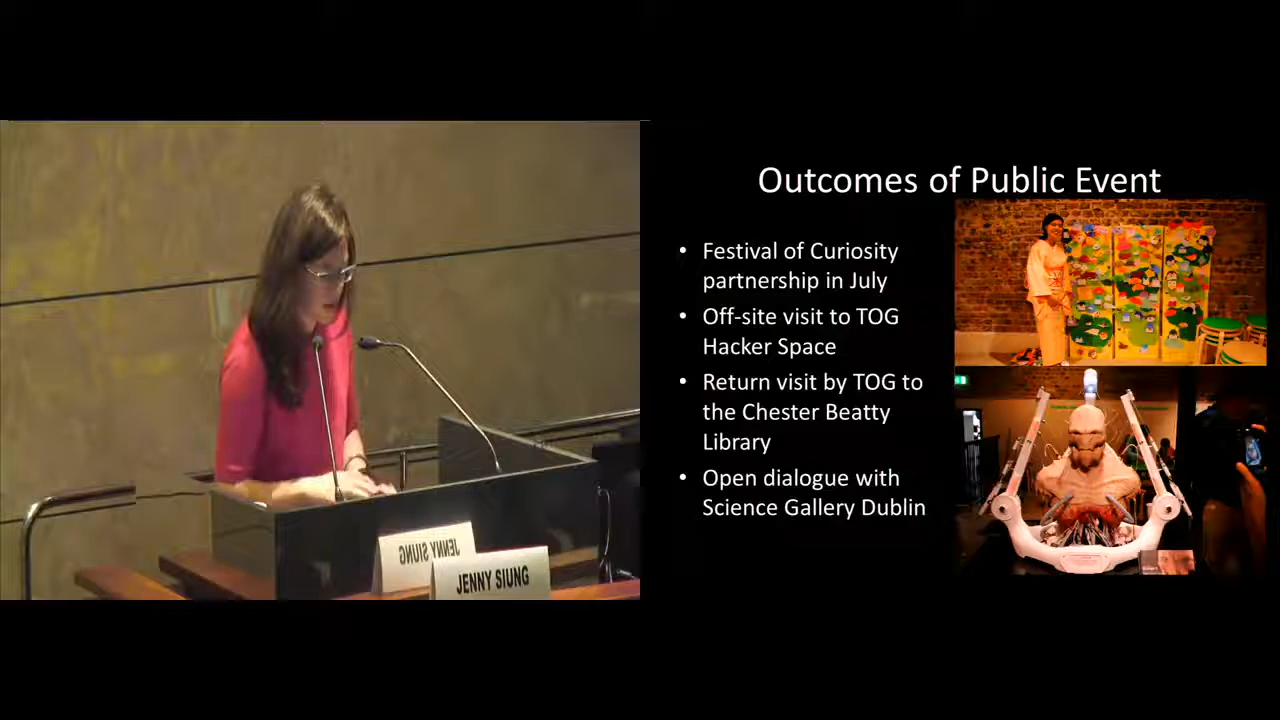 Outcomes of Public Event
• Festival of Curiosity
partnership in July
• Off-site visit to TOG
Hacker Space
• Return visit by TOG to
the Chester Beatty
Library
• Open dialogue with
Science Gallery Dublin
JENNY SIUNG
JENNY SIUNG